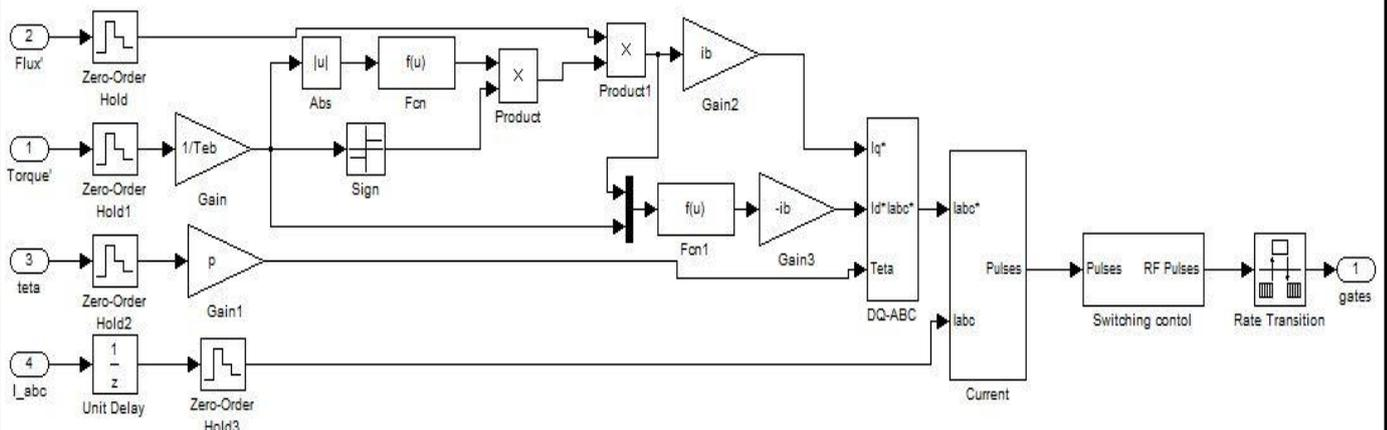 2
Flux'
Zero-Order
Hold
|u|
Abs
f(u)
Fcn
X
Product
X
Product1
ib
Gain2
1
Torque'
Zero-Order
Hold1
1/Teb
Gain
Sign
f(u)
Fcn1
-ib
Gain3
Iq*
Id*Iabc*
Teta
DQ-ABC
Iabc*
Pulses
Iabc
Current
Pulses RF Pulses
Switching contol
Rate Transition
1
gates
3
teta
Zero-Order
Hold2
p
Gain1
4
I_abc
1
z
Unit Delay
Zero-Order
Hold3